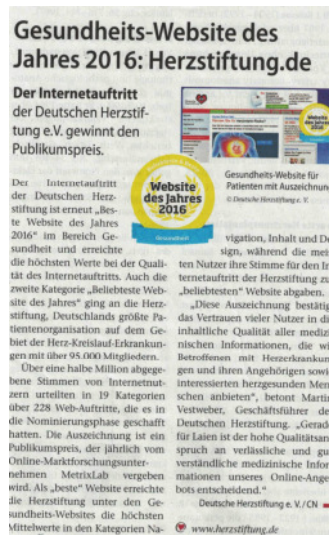 Gesundheits-Website des
Jahres 2016: Herzstiftung.de
Der Internetauftritt
der Deutschen Herzstif-
tung e.V. gewinnt den
Publikumspreis.
Website
des Jahres
2016
Gesundheit
Gesundheits-Website für
Patienten mit Auszeichnun
© Deutsche Herzstiftung e. V.
Der Internetauftritt
der Deutschen Herz-
stiftung ist erneut „Bes-
te Website des Jahres
2016“ im Bereich Ge-
sundheit und erreichte
die höchsten Werte bei der Quali-
tät des Internetauftritts. Auch die
zweite Kategorie „Beliebteste Web-
site des Jahres“ ging an die Herz-
stiftung, Deutschlands größte Pa-
tientenorganisation auf dem Ge-
biet der Herz-Kreislauf-Erkrankun-
gen mit über 95.000 Mitgliedern.
Über eine halbe Million abgege-
bene Stimmen von Internetnut-
zern urteilten in 19 Kategorien
über 228 Web-Auftritte, die es in
die Nominierungsphase geschafft
hatten. Die Auszeichnung ist ein
Publikumspreis, der jährlich vom
Online-Marktforschungsunter-
nehmen MetrixLab vergeben
wird. Als „beste“ Website erreichte
die Herzstiftung unter den Ge-
sundheits-Websites die höchsten
Mittelwerte in den Kategorien Na-
vigation, Inhalt und De
sign, während die mei
ten Nutzer ihre Stimme für den In
ternetauftritt der Herzstiftung zu
„beliebtesten“ Website abgaben.
„Diese Auszeichnung bestätig
das Vertrauen vieler Nutzer in di
inhaltliche Qualität aller mediz
nischen Informationen, die wi
Betroffenen mit Herzerkrankun
gen und ihren Angehörigen sowi
interessierten herzgesunden Men
schen anbieten“, betont Martin
Vestweber, Geschäftsführer de
Deutschen Herzstiftung. „Gerad
für Laien ist der hohe Qualitätsan
spruch an verlässliche und gu
verständliche medizinische Infor
mationen unseres Online-Ange
bots entscheidend.“
Deutsche Herzstiftung e. V. / CN
www.herzstiftung.de